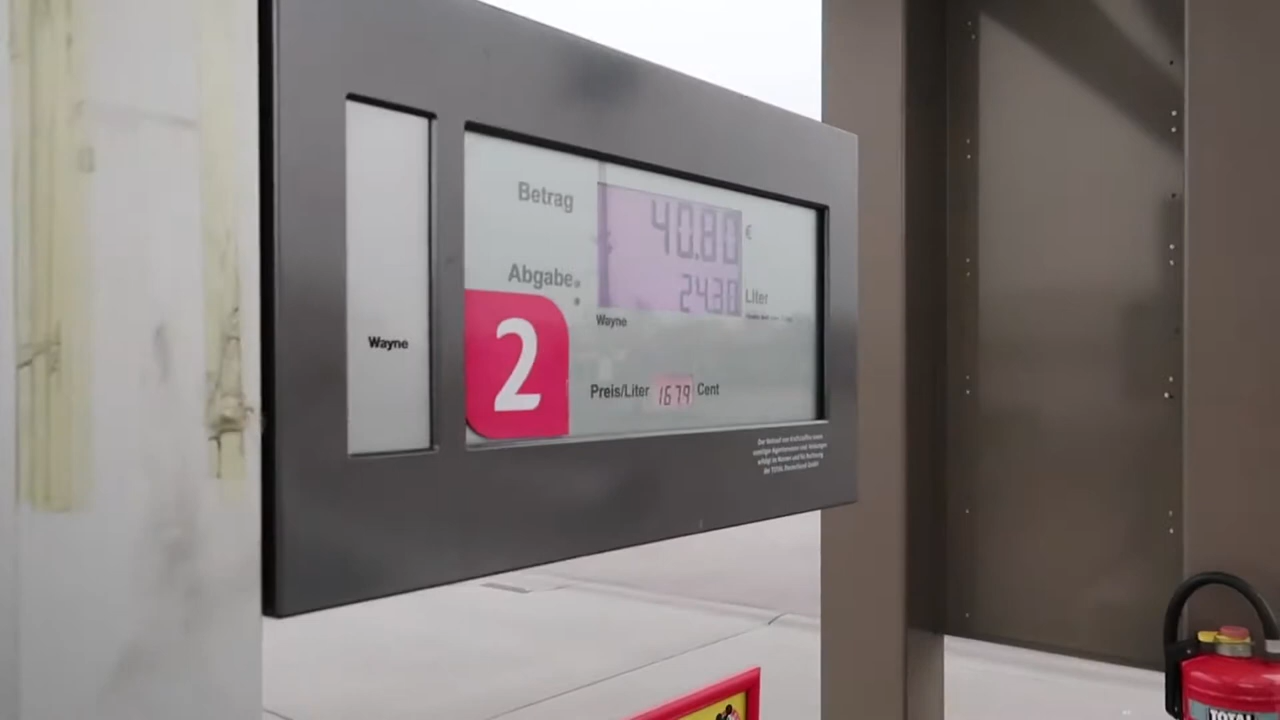 Betrag 40.80 €
Abgabe 24.30 Liter
Wayne
Wayne
2
Preis/Liter 167.9 Cent
TOTAL